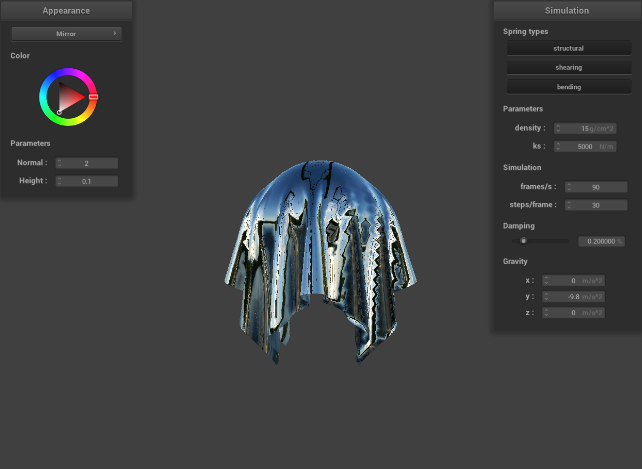 Appearance
Mirror
Color
Parameters
Normal : 2
Height : 0.1
Simulation
Spring types
structural
shearing
bending
Parameters
density : 15 g/cm^2
ks : 5000 N/m
Simulation
frames/s : 90
steps/frame : 30
Damping
0.200000 %
Gravity
x : 0 m/s^2
y : -9.8 m/s^2
z : 0 m/s^2